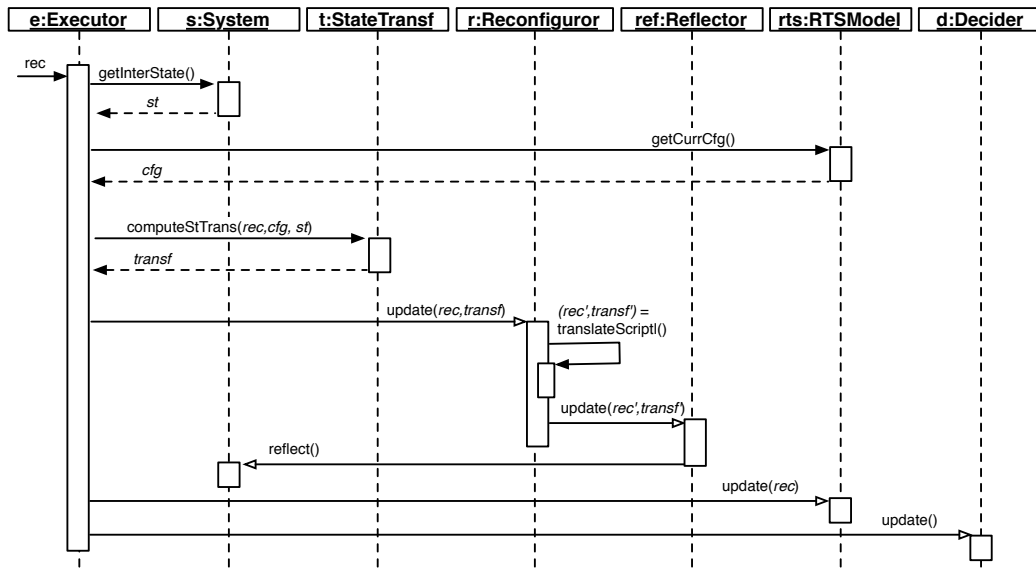 e:Executor
s:System
t:StateTransf
r:Reconfiguror
ref:Reflector
rts:RTSModel
d:Decider
rec
getInterState()
st
getCurrCfg()
cfg
computeStTrans(rec,cfg, st)
transf
update(rec,transf)
(rec',transf') =
translateScriptI()
update(rec',transf')
reflect()
update(rec)
update()